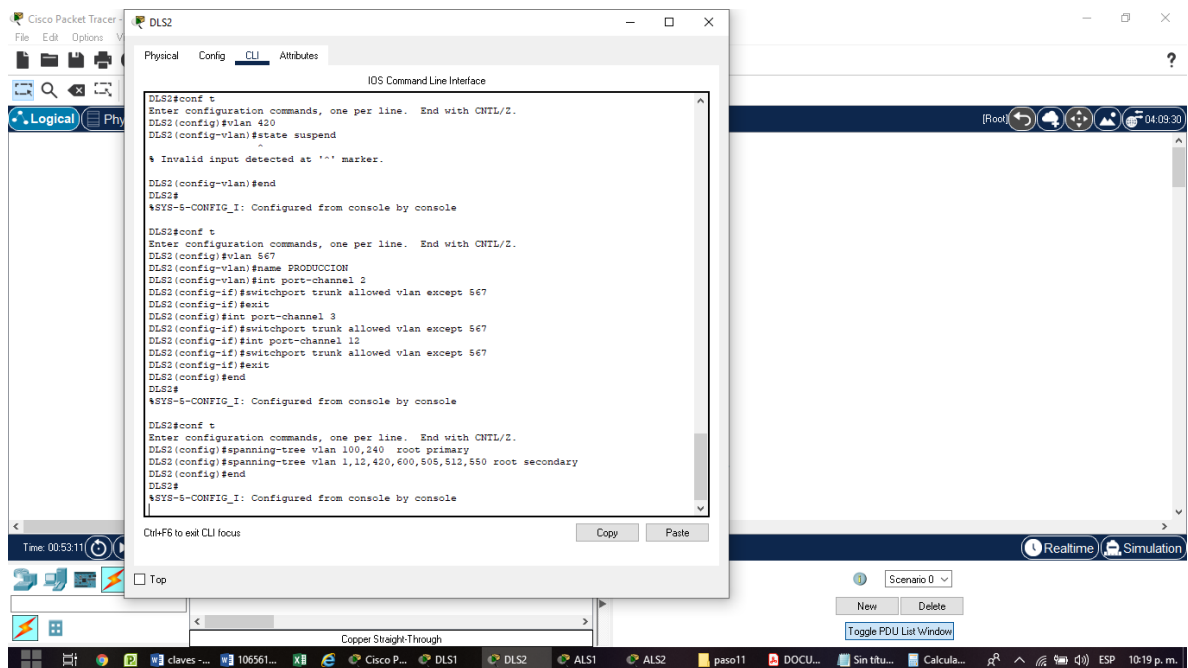 Cisco Packet Tracer -
DLS2
File Edit Options
Physical Config CLI Attributes
IOS Command Line Interface
Logical
Phy
[Root]
04:09:30
DLS2#conf t
Enter configuration commands, one per line. End with CNTL/Z.
DLS2(config)#vlan 420
DLS2(config-vlan)#state suspend
^
% Invalid input detected at '^' marker.
DLS2(config-vlan)#end
DLS2#
%SYS-5-CONFIG_I: Configured from console by console
DLS2#conf t
Enter configuration commands, one per line. End with CNTL/Z.
DLS2(config)#vlan 567
DLS2(config-vlan)#name PRODUCCION
DLS2(config-vlan)#int port-channel 2
DLS2(config-if)#switchport trunk allowed vlan except 567
DLS2(config-if)#exit
DLS2(config)#int port-channel 3
DLS2(config-if)#switchport trunk allowed vlan except 567
DLS2(config-if)#int port-channel 12
DLS2(config-if)#switchport trunk allowed vlan except 567
DLS2(config-if)#exit
DLS2(config)#end
DLS2#
%SYS-5-CONFIG_I: Configured from console by console
DLS2#conf t
Enter configuration commands, one per line. End with CNTL/Z.
DLS2(config)#spanning-tree vlan 100,240 root primary
DLS2(config)#spanning-tree vlan 1,12,420,600,505,512,550 root secondary
DLS2(config)#end
DLS2#
%SYS-5-CONFIG_I: Configured from console by console
Ctrl+F6 to exit CLI focus
Copy Paste
Time: 00:53:11
Realtime Simulation
Top
Scenario 0
New Delete
Toggle PDU List Window
Copper Straight-Through
claves -... 106561... Cisco P... DLS1 DLS2 ALS1 ALS2 paso11 DOCU... Sin títu... Calcula... ESP 10:19 p. m.